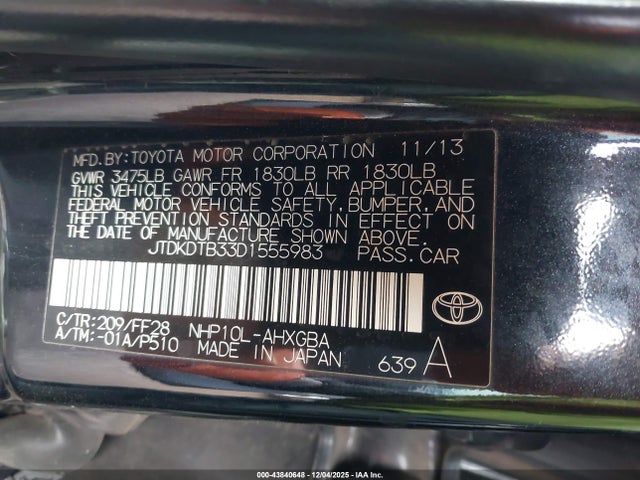 MFD. BY: TOYOTA MOTOR CORPORATION 11/13
GVWR 3475LB GAWR FR 1830LB RR 1830LB
THIS VEHICLE CONFORMS TO ALL APPLICABLE
FEDERAL MOTOR VEHICLE SAFETY, BUMPER, AND
THEFT PREVENTION STANDARDS IN EFFECT ON
THE DATE OF MANUFACTURE SHOWN ABOVE.
JTDKDTB33D1555983 PASS. CAR
C/TR: 209/FF28 NHP10L-AHXGBA
A/TM: -01A/P510 MADE IN JAPAN 639 A
000-43840648 - 12/04/2025 - IAA Inc.